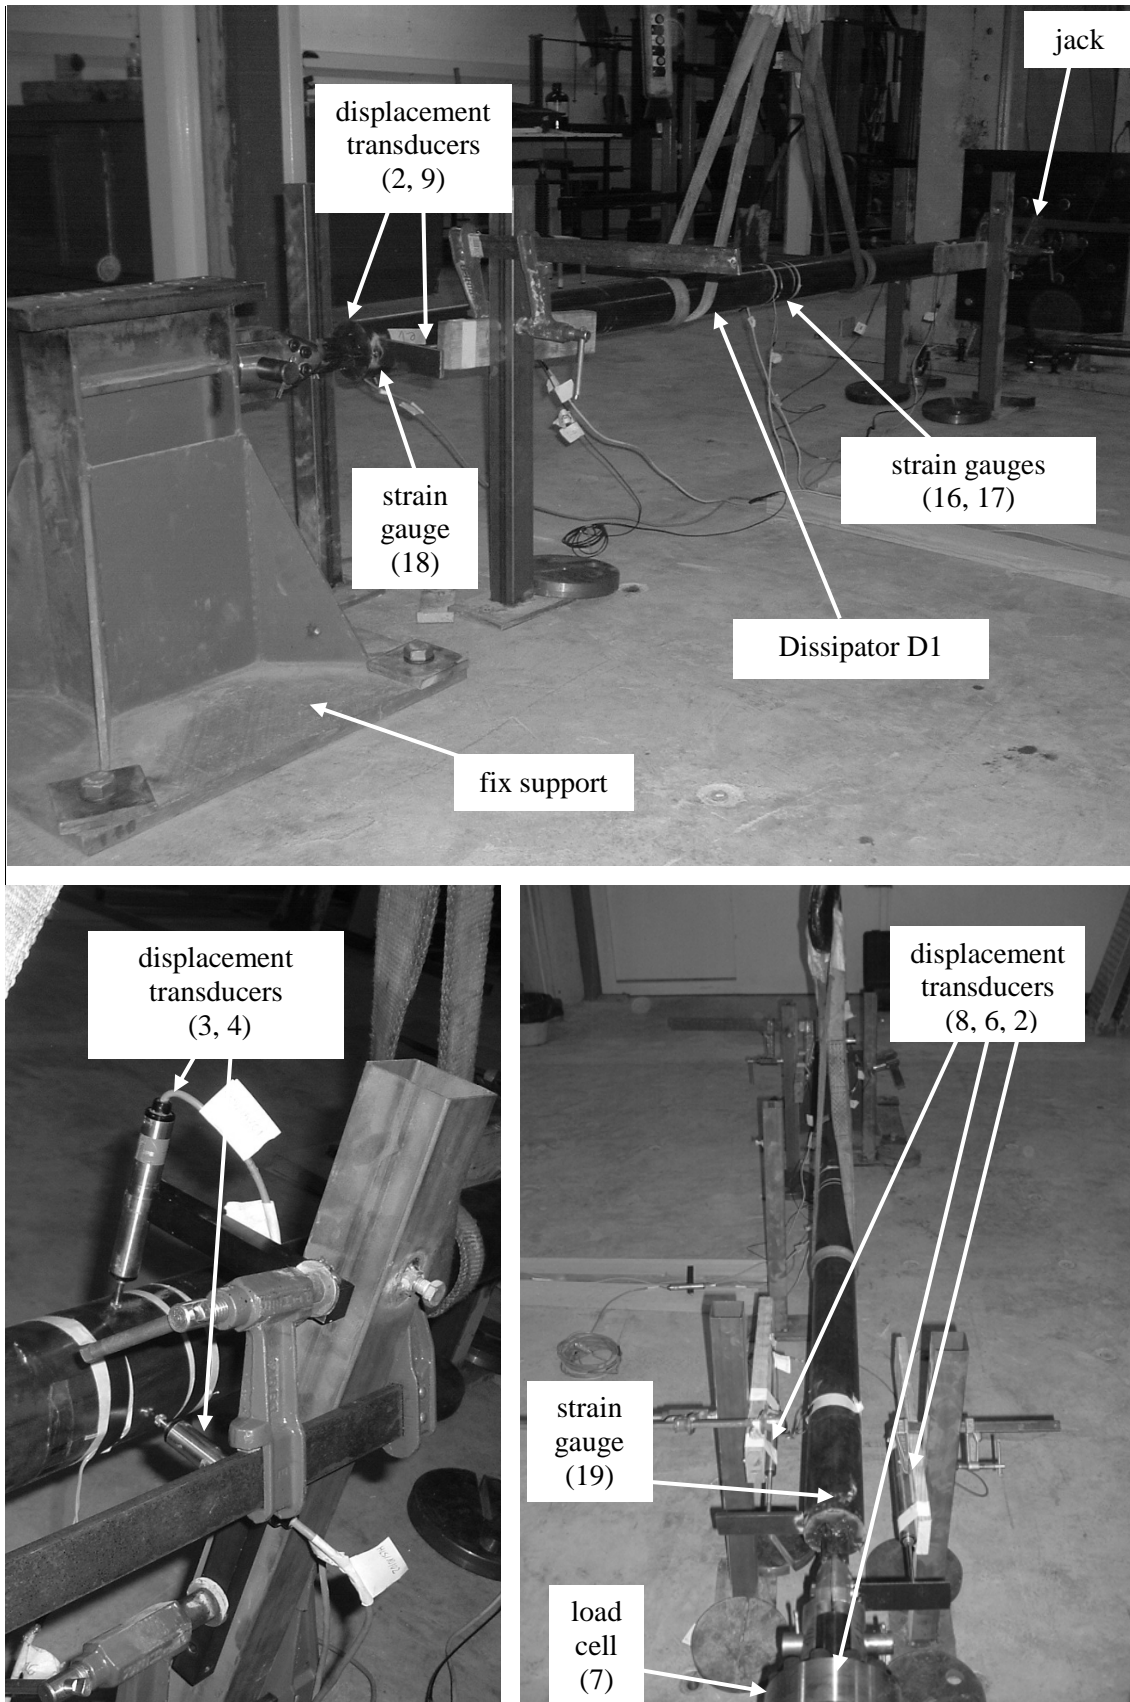 jack
displacement
transducers
(2, 9)
strain gauges
(16, 17)
strain
gauge
(18)
Dissipator D1
fix support
displacement
transducers
(3, 4)
displacement
transducers
(8, 6, 2)
strain
gauge
(19)
load
cell
(7)